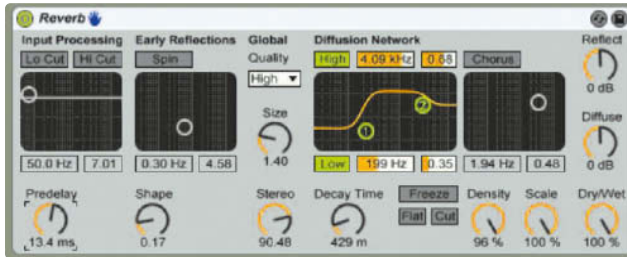 Reverb
Input Processing
Early Reflections
Global
Diffusion Network
Reflect
Lo Cut
Hi Cut
Spin
Quality
High
4.09 kHz
0.68
Chorus
High
0 dB
Size
1
2
Diffuse
1.40
50.0 Hz
7.01
0.30 Hz
4.58
Low
199 Hz
0.35
1.94 Hz
0.48
0 dB
Predelay
Shape
Stereo
Decay Time
Freeze
Density
Scale
Dry/Wet
Flat
Cut
13.4 ms
0.17
90.48
429 m
96 %
100 %
100 %